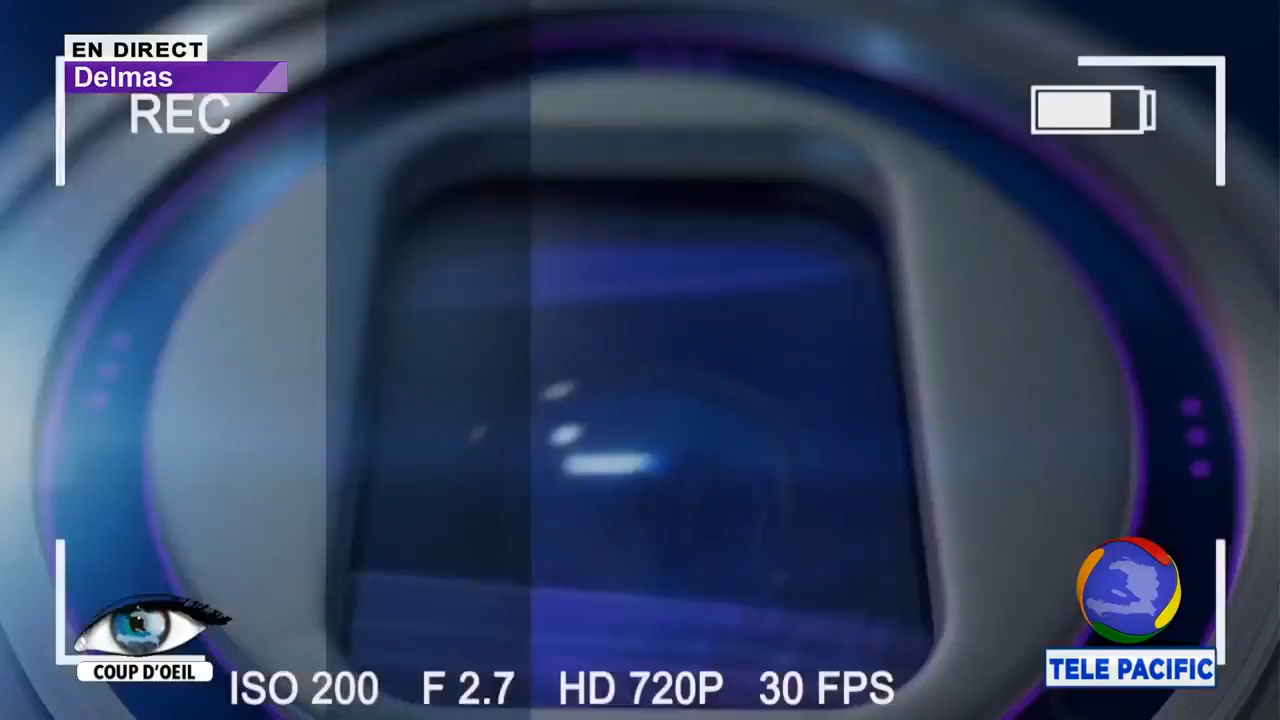 EN DIRECT
Delmas
REC
COUP D'OEIL
ISO 200 F 2.7 HD 720P 30 FPS
TELE PACIFIC